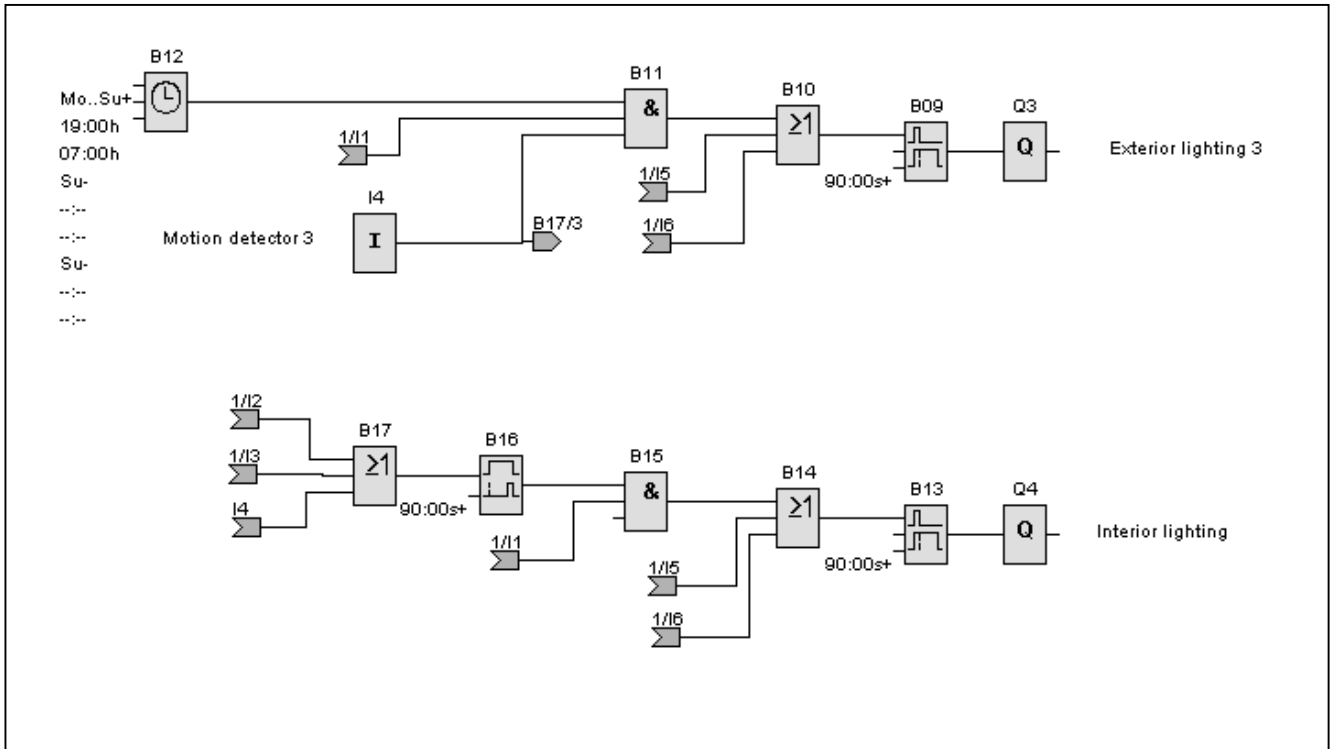 B12
Mo..Su+
19:00h
07:00h
Su-
--:--
--:--
Su-
--:--
--:--
1/I1
Motion detector 3
I4
I
B17/3
B11
&
1/I5
1/I6
B10
≥1
B09
90:00s+
Q3
Q
Exterior lighting 3
1/I2
1/I3
I4
B17
≥1
B16
90:00s+
1/I1
B15
&
1/I5
1/I6
B14
≥1
B13
90:00s+
Q4
Q
Interior lighting